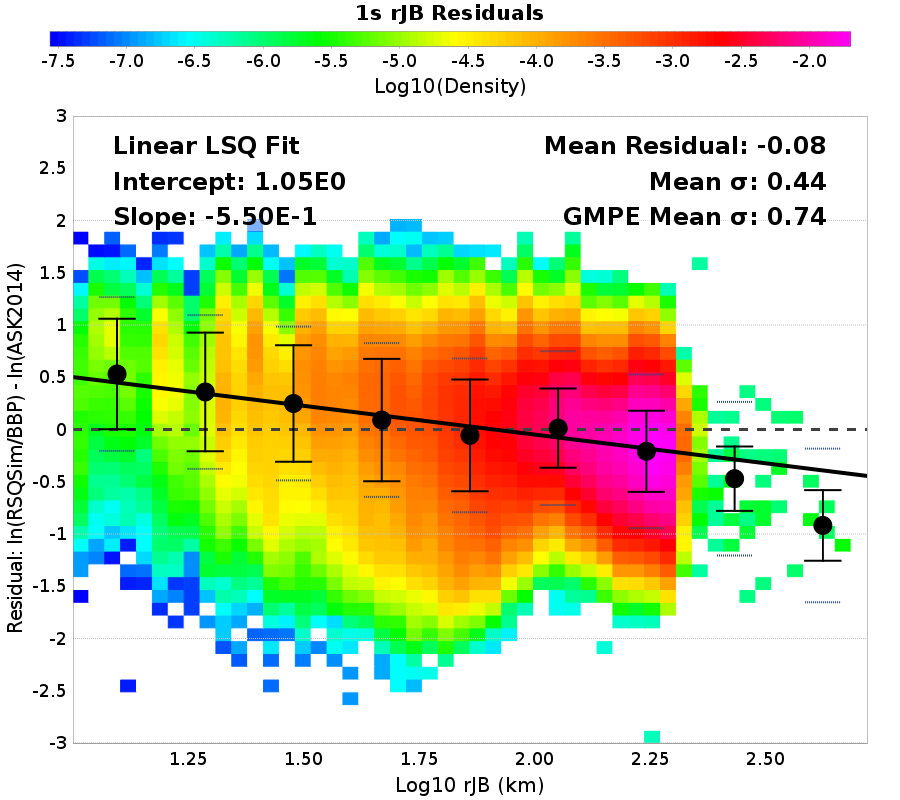 1s rJB Residuals
-7.5 -7.0 -6.5 -6.0 -5.5 -5.0 -4.5 -4.0 -3.5 -3.0 -2.5 -2.0
Log10(Density)
Linear LSQ Fit
Intercept: 1.05E0
Slope: -5.50E-1
Mean Residual: -0.08
Mean σ: 0.44
GMPE Mean σ: 0.74
Residual: ln(RSQSim/BBP) - ln(ASK2014)
3
2.5
2
1.5
1
0.5
0
-0.5
-1
-1.5
-2
-2.5
-3
1.25 1.50 1.75 2.00 2.25 2.50
Log10 rJB (km)